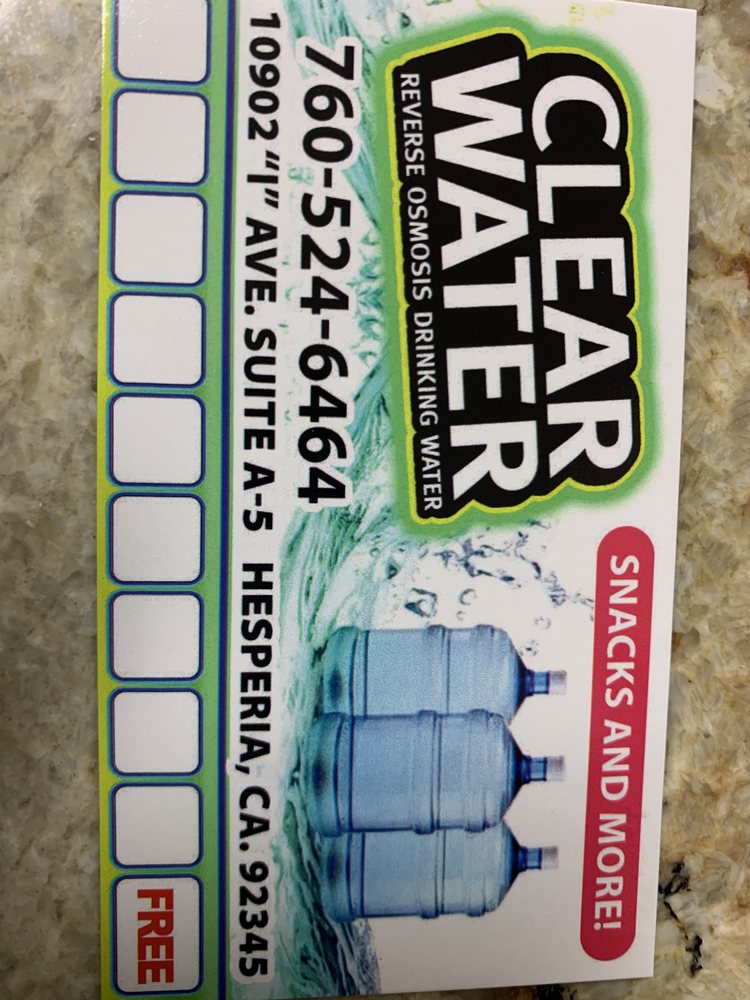 CLEAR
WATER
REVERSE OSMOSIS DRINKING WATER
SNACKS AND MORE!
760-524-6464
10902 “I” AVE. SUITE A-5 HESPERIA, CA. 92345
FREE